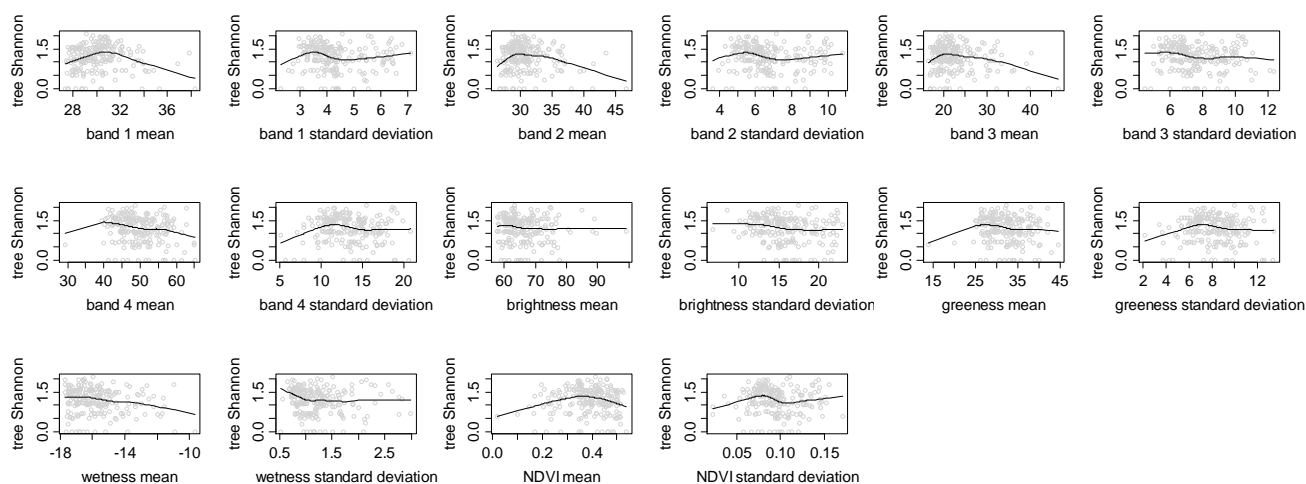 tree Shannon
0.0 1.5
28 30 32 34 36
band 1 mean
tree Shannon
0.0 1.5
3 4 5 6 7
band 1 standard deviation
tree Shannon
0.0 1.5
30 35 40 45
band 2 mean
tree Shannon
0.0 1.5
4 6 8 10
band 2 standard deviation
tree Shannon
0.0 1.5
20 30 40
band 3 mean
tree Shannon
0.0 1.5
6 8 10 12
band 3 standard deviation
tree Shannon
0.0 1.5
30 40 50 60
band 4 mean
tree Shannon
0.0 1.5
5 10 15 20
band 4 standard deviation
tree Shannon
0.0 1.5
60 70 80 90
brightness mean
tree Shannon
0.0 1.5
10 15 20
brightness standard deviation
tree Shannon
0.0 1.5
15 25 35 45
greeness mean
tree Shannon
0.0 1.5
2 4 6 8 12
greeness standard deviation
tree Shannon
0.0 1.5
-18 -14 -10
wetness mean
tree Shannon
0.0 1.5
0.5 1.5 2.5
wetness standard deviation
tree Shannon
0.0 1.5
0.0 0.2 0.4
NDVI mean
tree Shannon
0.0 1.5
0.05 0.10 0.15
NDVI standard deviation